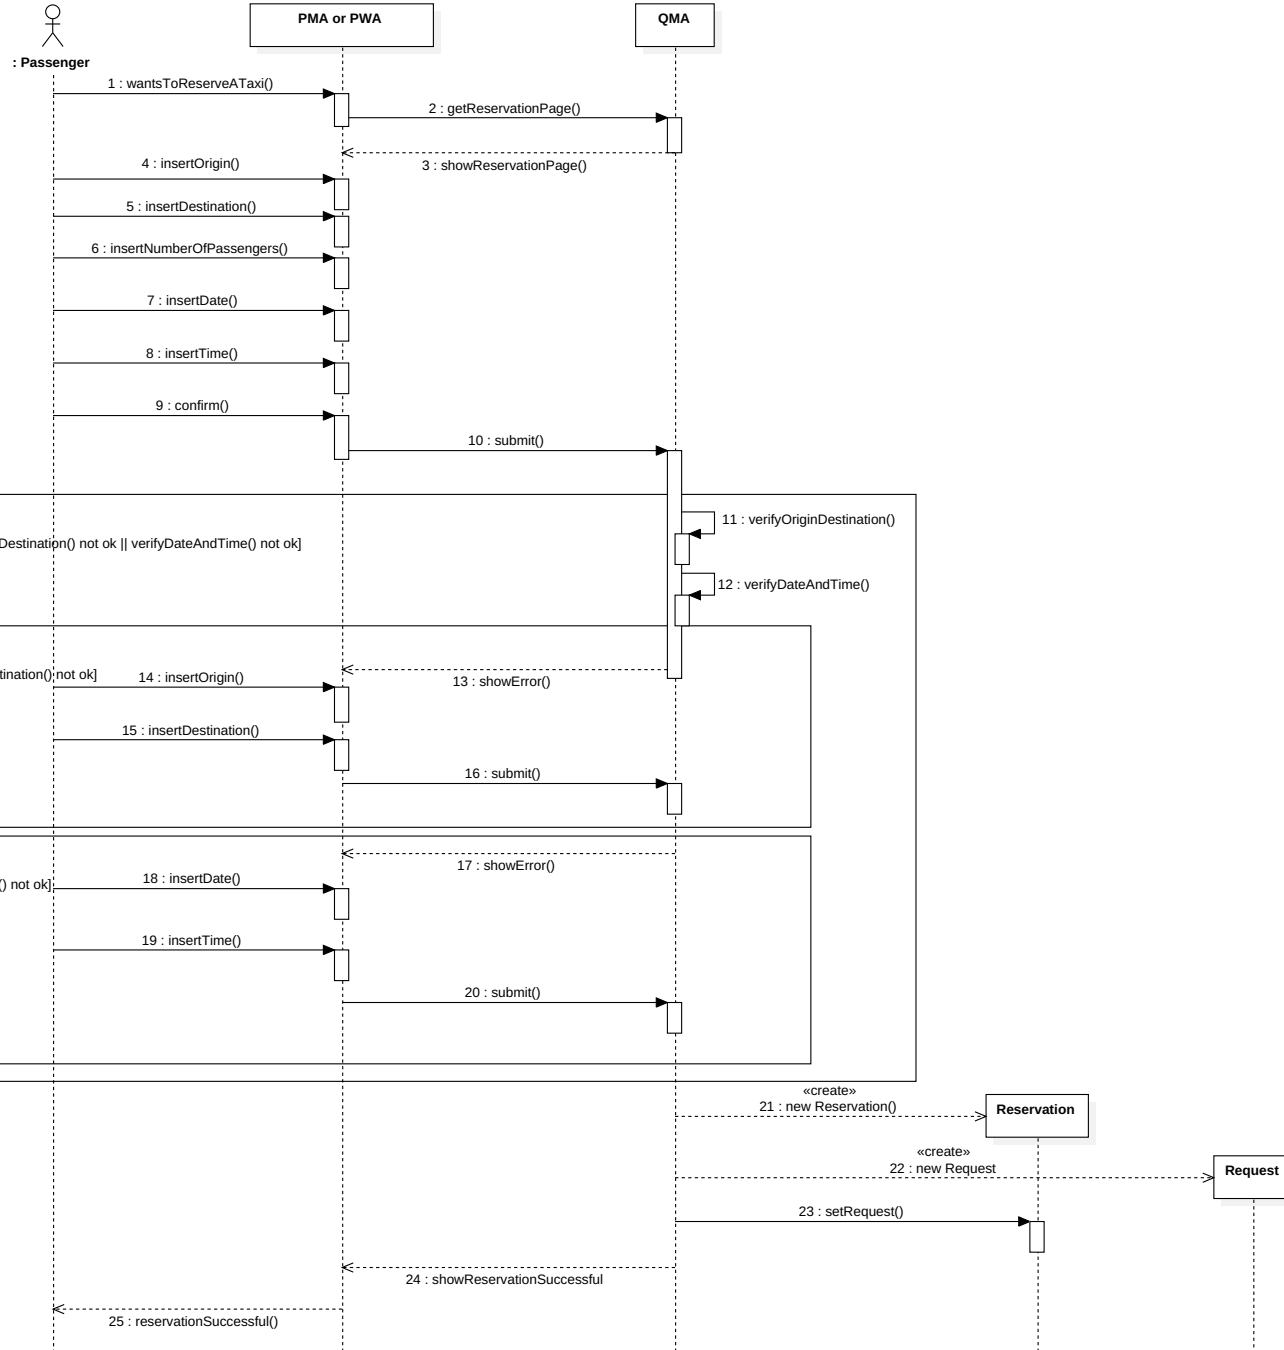 PMA or PWA
QMA
: Passenger
1 : wantsToReserveATaxi()
2 : getReservationPage()
3 : showReservationPage()
4 : insertOrigin()
5 : insertDestination()
6 : insertNumberOfPassengers()
7 : insertDate()
8 : insertTime()
9 : confirm()
10 : submit()
11 : verifyOriginDestination()
Destination() not ok || verifyDateAndTime() not ok]
12 : verifyDateAndTime()
tination() not ok]
14 : insertOrigin()
13 : showError()
15 : insertDestination()
16 : submit()
17 : showError()
() not ok]
18 : insertDate()
19 : insertTime()
20 : submit()
«create»
21 : new Reservation()
Reservation
«create»
22 : new Request
Request
23 : setRequest()
24 : showReservationSuccessful
25 : reservationSuccessful()